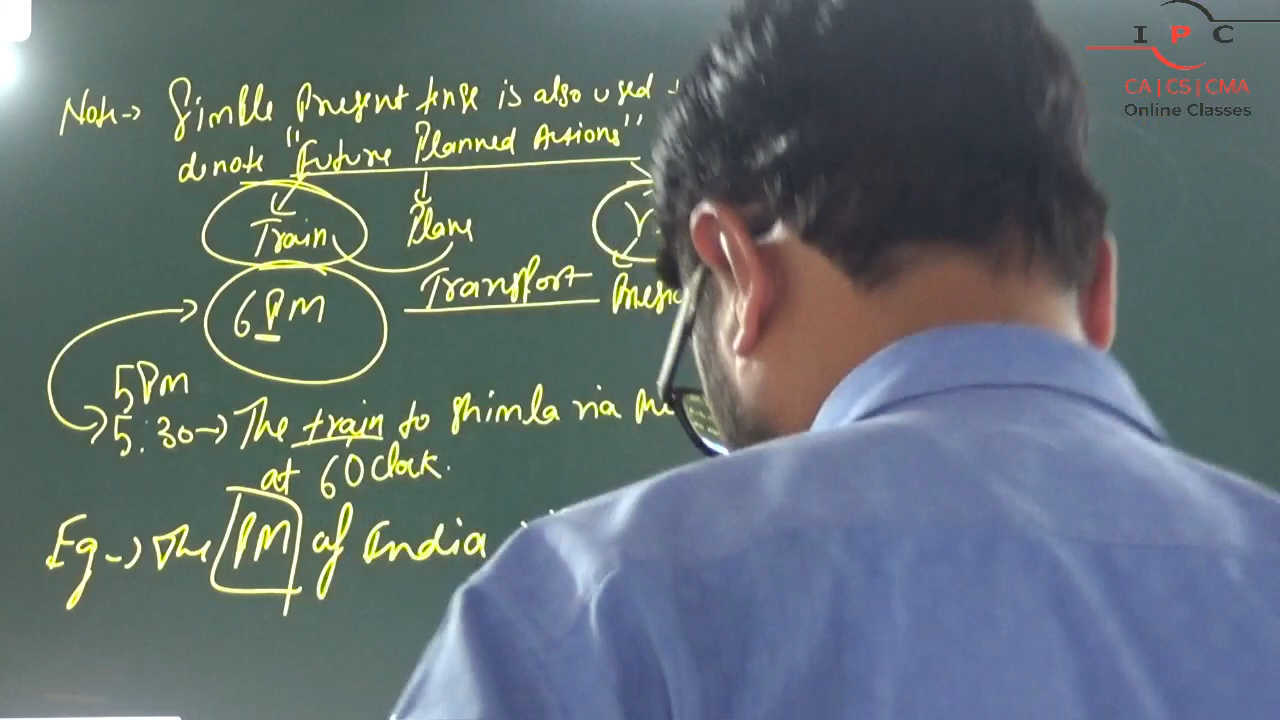 I P C
CA | CS | CMA
Online Classes
Note → Simple Present tense is also used
denote "Future Planned Actions"
Train Plane
6 PM Transport
5 PM
5:30 → The train to Shimla via
at 6 O Clock.
Eg → The PM of India